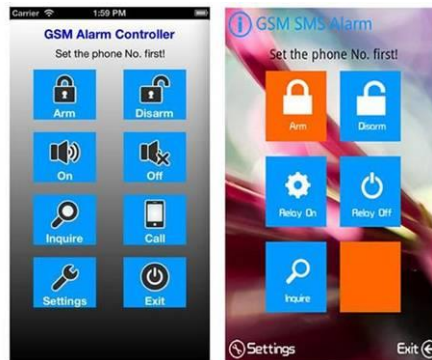 Carrier 1:59 PM
GSM Alarm Controller
Set the phone No. first!
Arm Disarm
On Off
Inquire Call
Settings Exit
GSM SMS Alarm
Set the phone No. first!
Arm Disarm
Relay On Relay Off
Inquire
Settings Exit